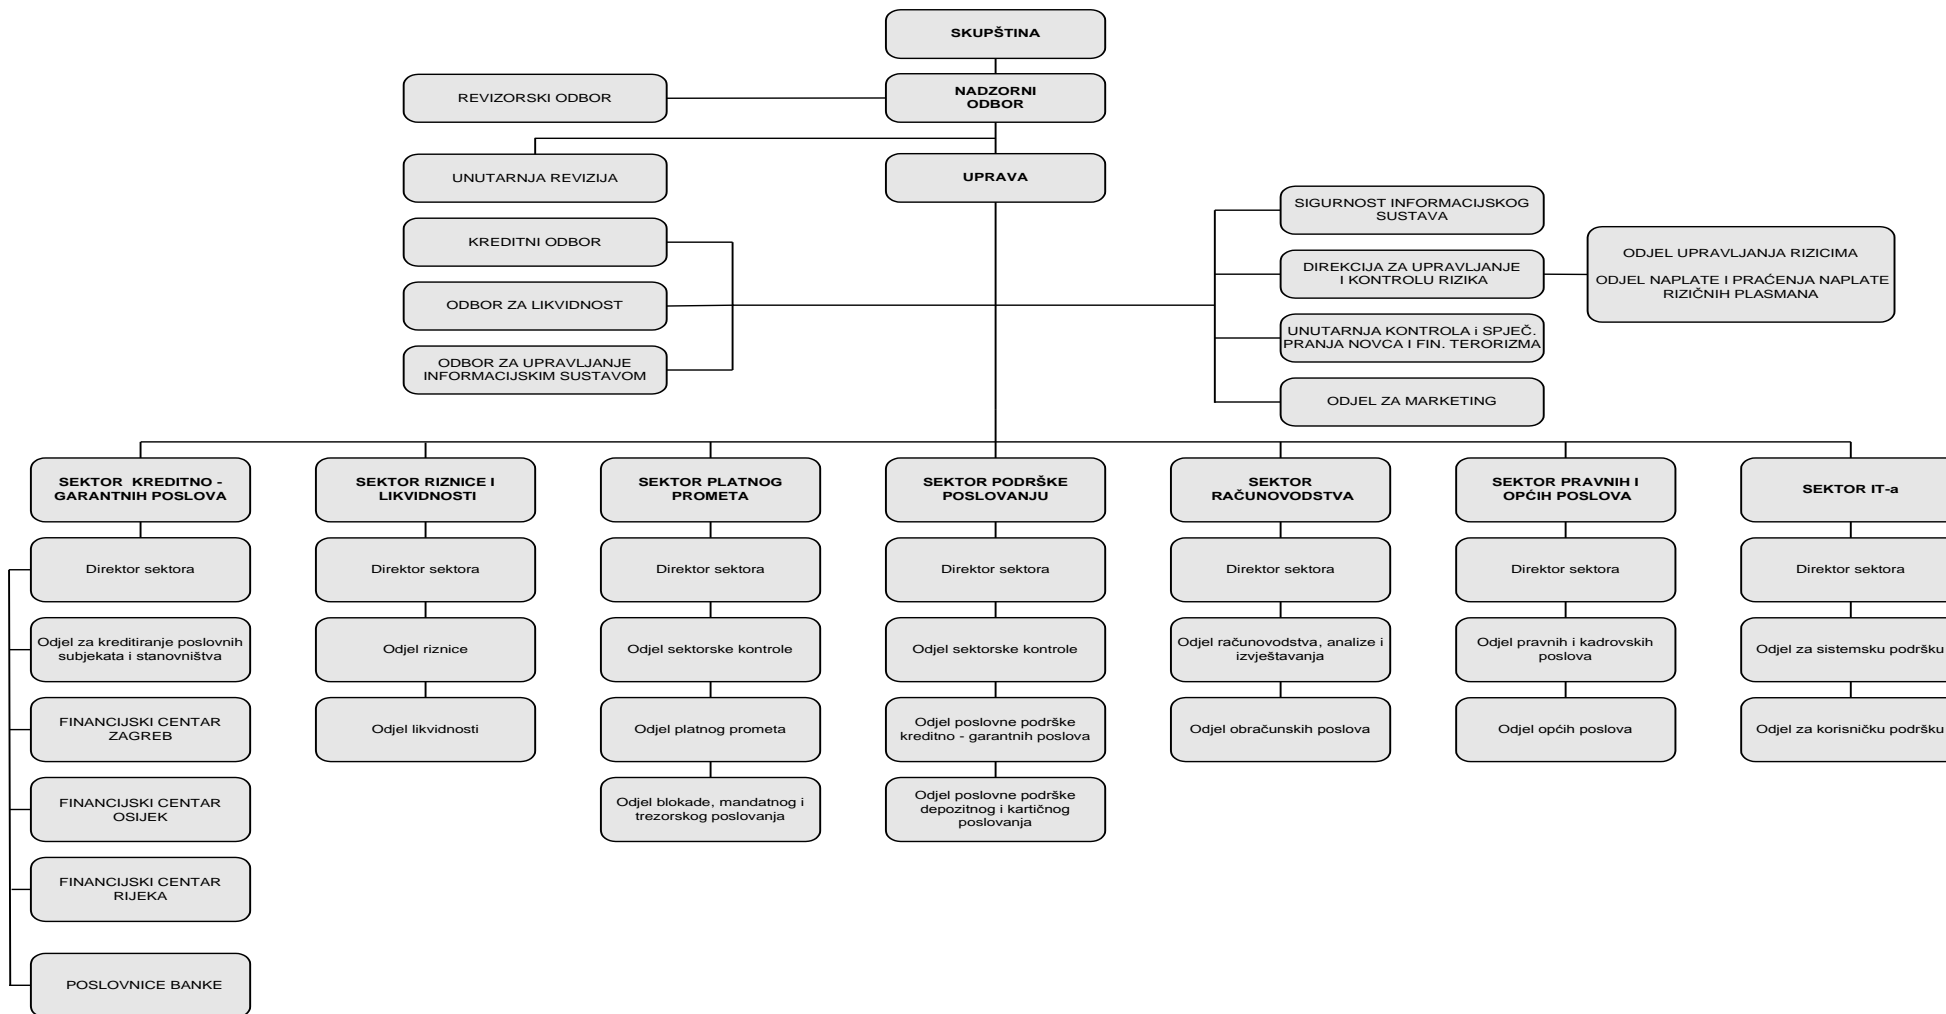 SKUPŠTINA
REVIZORSKI ODBOR
NADZORNI
ODBOR
UNUTARNJA REVIZIJA
UPRAVA
KREDITNI ODBOR
ODBOR ZA LIKVIDNOST
ODBOR ZA UPRAVLJANJE
INFORMACIJSKIM SUSTAVOM
SIGURNOST INFORMACIJSKOG
SUSTAVA
DIREKCIJA ZA UPRAVLJANJE
I KONTROLU RIZIKA
UNUTARNJA KONTROLA i SPJEČ.
PRANJA NOVCA I FIN. TERORIZMA
ODJEL ZA MARKETING
ODJEL UPRAVLJANJA RIZICIMA
ODJEL NAPLATE I PRAĆENJA NAPLATE
RIZIČNIH PLASMANA
SEKTOR KREDITNO -
GARANTNIH POSLOVA
Direktor sektora
Odjel za kreditiranje poslovnih
subjekata i stanovništva
FINANCIJSKI CENTAR
ZAGREB
FINANCIJSKI CENTAR
OSIJEK
FINANCIJSKI CENTAR
RIJEKA
POSLOVNICE BANKE
SEKTOR RIZNICE I
LIKVIDNOSTI
Direktor sektora
Odjel riznice
Odjel likvidnosti
SEKTOR PLATNOG
PROMETA
Direktor sektora
Odjel sektorske kontrole
Odjel platnog prometa
Odjel blokade, mandatnog i
trezorskog poslovanja
SEKTOR PODRŠKE
POSLOVANJU
Direktor sektora
Odjel sektorske kontrole
Odjel poslovne podrške
kreditno - garantnih poslova
Odjel poslovne podrške
depozitnog i kartičnog
poslovanja
SEKTOR
RAČUNOVODSTVA
Direktor sektora
Odjel računovodstva, analize i
izvještavanja
Odjel obračunskih poslova
SEKTOR PRAVNIH I
OPĆIH POSLOVA
Direktor sektora
Odjel pravnih i kadrovskih
poslova
Odjel općih poslova
SEKTOR IT-a
Direktor sektora
Odjel za sistemsku podršku
Odjel za korisničku podršku